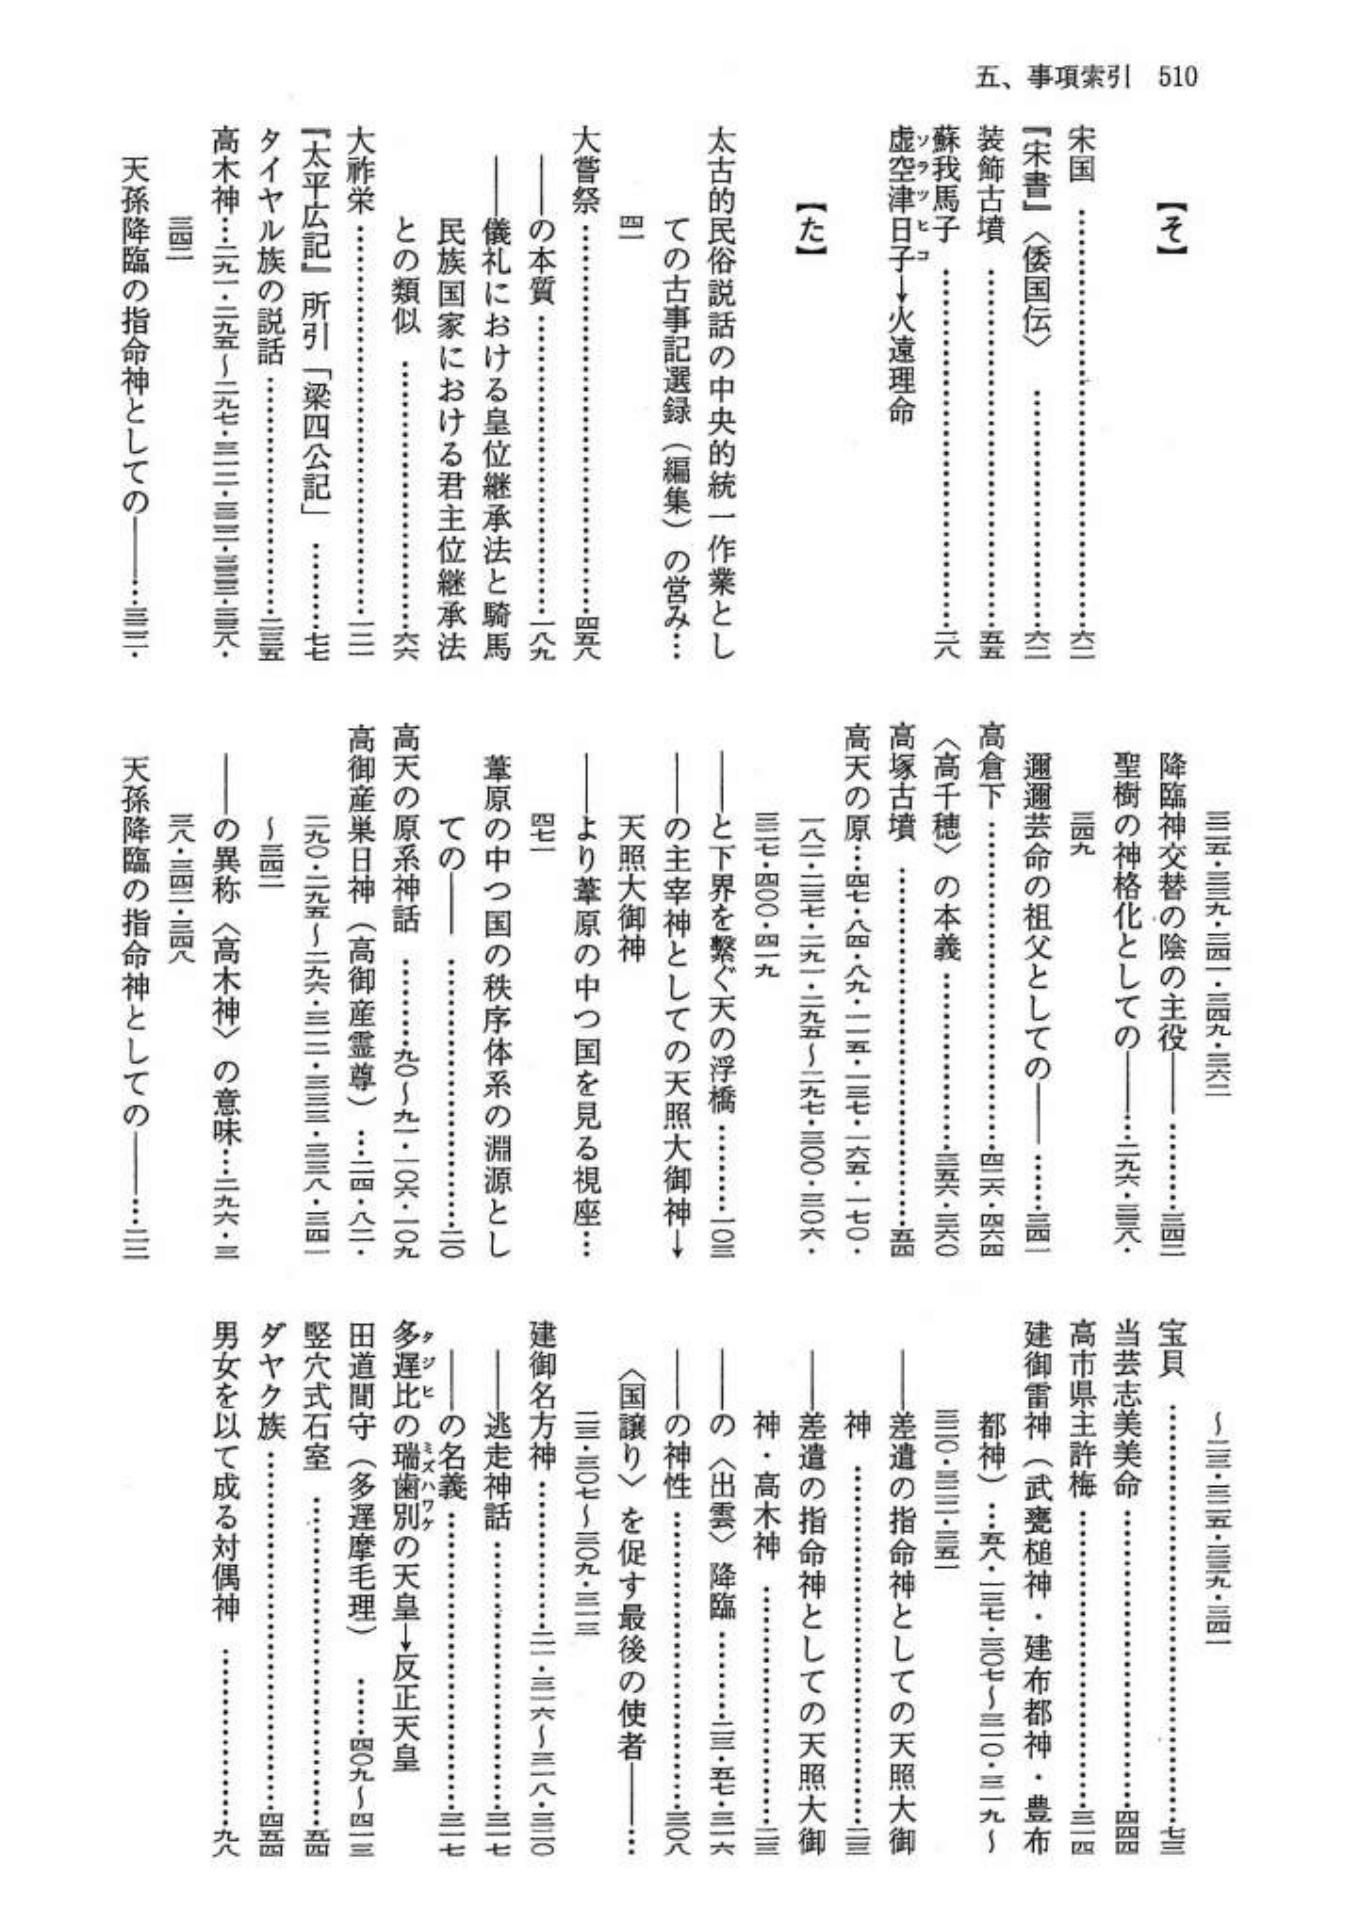 五、事項索引　510
【そ】
宋国……………六二
『宋書』〈倭国伝〉……………六二
装飾古墳……………五五
蘇我馬子……………二八
虚空津日子→火遠理命
ソラツヒコ
【た】
太古的民俗説話の中央的統一作業とし
ての古事記選録（編集）の営み…
四一
大嘗祭……………四五八
――の本質……………一八九
――儀礼における皇位継承法と騎馬
民族国家における君主位継承法
との類似……………六六
大祚栄……………一二一
『太平広記』所引「梁四公記」………七七
タイヤル族の説話……………二三五
高木神…二九一・二九五～二九七・三一二・三二二・三三三・三三八・
三四二
天孫降臨の指命神としての――…三二二・
三二五・三三九・三四一・三四九・三六二
降臨神交替の陰の主役――………三四二
聖樹の神格化としての――…二九六・三三八・
三四九
邇邇芸命の祖父としての――……三四一
高倉下……………四二六・四六四
〈高千穂〉の本義……………三五六・三六〇
高塚古墳……………五四
高天の原…四七・八四・八九・一一五・一三七・一六五・一七〇・
一八二・二三七・二九一・二九五～二九七・三〇〇・三〇六・
三二七・四〇〇・四一九
――と下界を繋ぐ天の浮橋………一〇三
――の主宰神としての天照大御神→
天照大御神
――より葦原の中つ国を見る視座…
四七一
葦原の中つ国の秩序体系の淵源とし
ての――……………二〇
高天の原系神話………九〇～九一・一〇六・一〇九
高御産巣日神（高御産霊尊）…二四・八二・
二九〇・二九五～二九六・三一二・三三三・三三八・三四一
～三四二
――の異称〈高木神〉の意味…二九六・三
三八・三四二・三四八
天孫降臨の指命神としての――…二三
～二三・三二五・三三九・三四一
宝貝……………七三
当芸志美美命……………四四四
高市県主許梅……………三一四
建御雷神（武甕槌神・建布都神・豊布
都神）…五八・一三七・三〇七～三一〇・三一九～
三二〇・三二二・三五一
――差遣の指命神としての天照大御
神……………二三
――差遣の指命神としての天照大御
神・高木神……………二三
――の〈出雲〉降臨………二三・五七・三一六
――の神性……………三〇八
〈国譲り〉を促す最後の使者――…
二三・三〇七～三〇九・三一三
建御名方神……………二一・三一六～三一八・三二〇
――逃走神話……………三一七
――の名義……………三一七
多遅比の瑞歯別の天皇→反正天皇
タジヒ　ミズハワケ
田道間守（多遅摩毛理）……四〇九～四一三
竪穴式石室……………五四
ダヤク族……………四五四
男女を以て成る対偶神……………九八